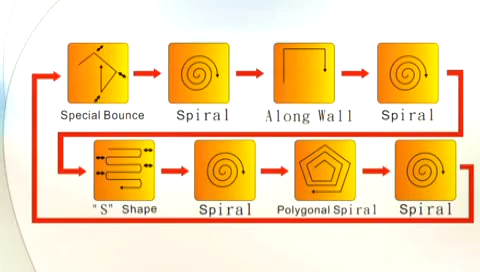 Special Bounce
Spiral
Along Wall
Spiral
"S" Shape
Spiral
Polygonal Spiral
Spiral